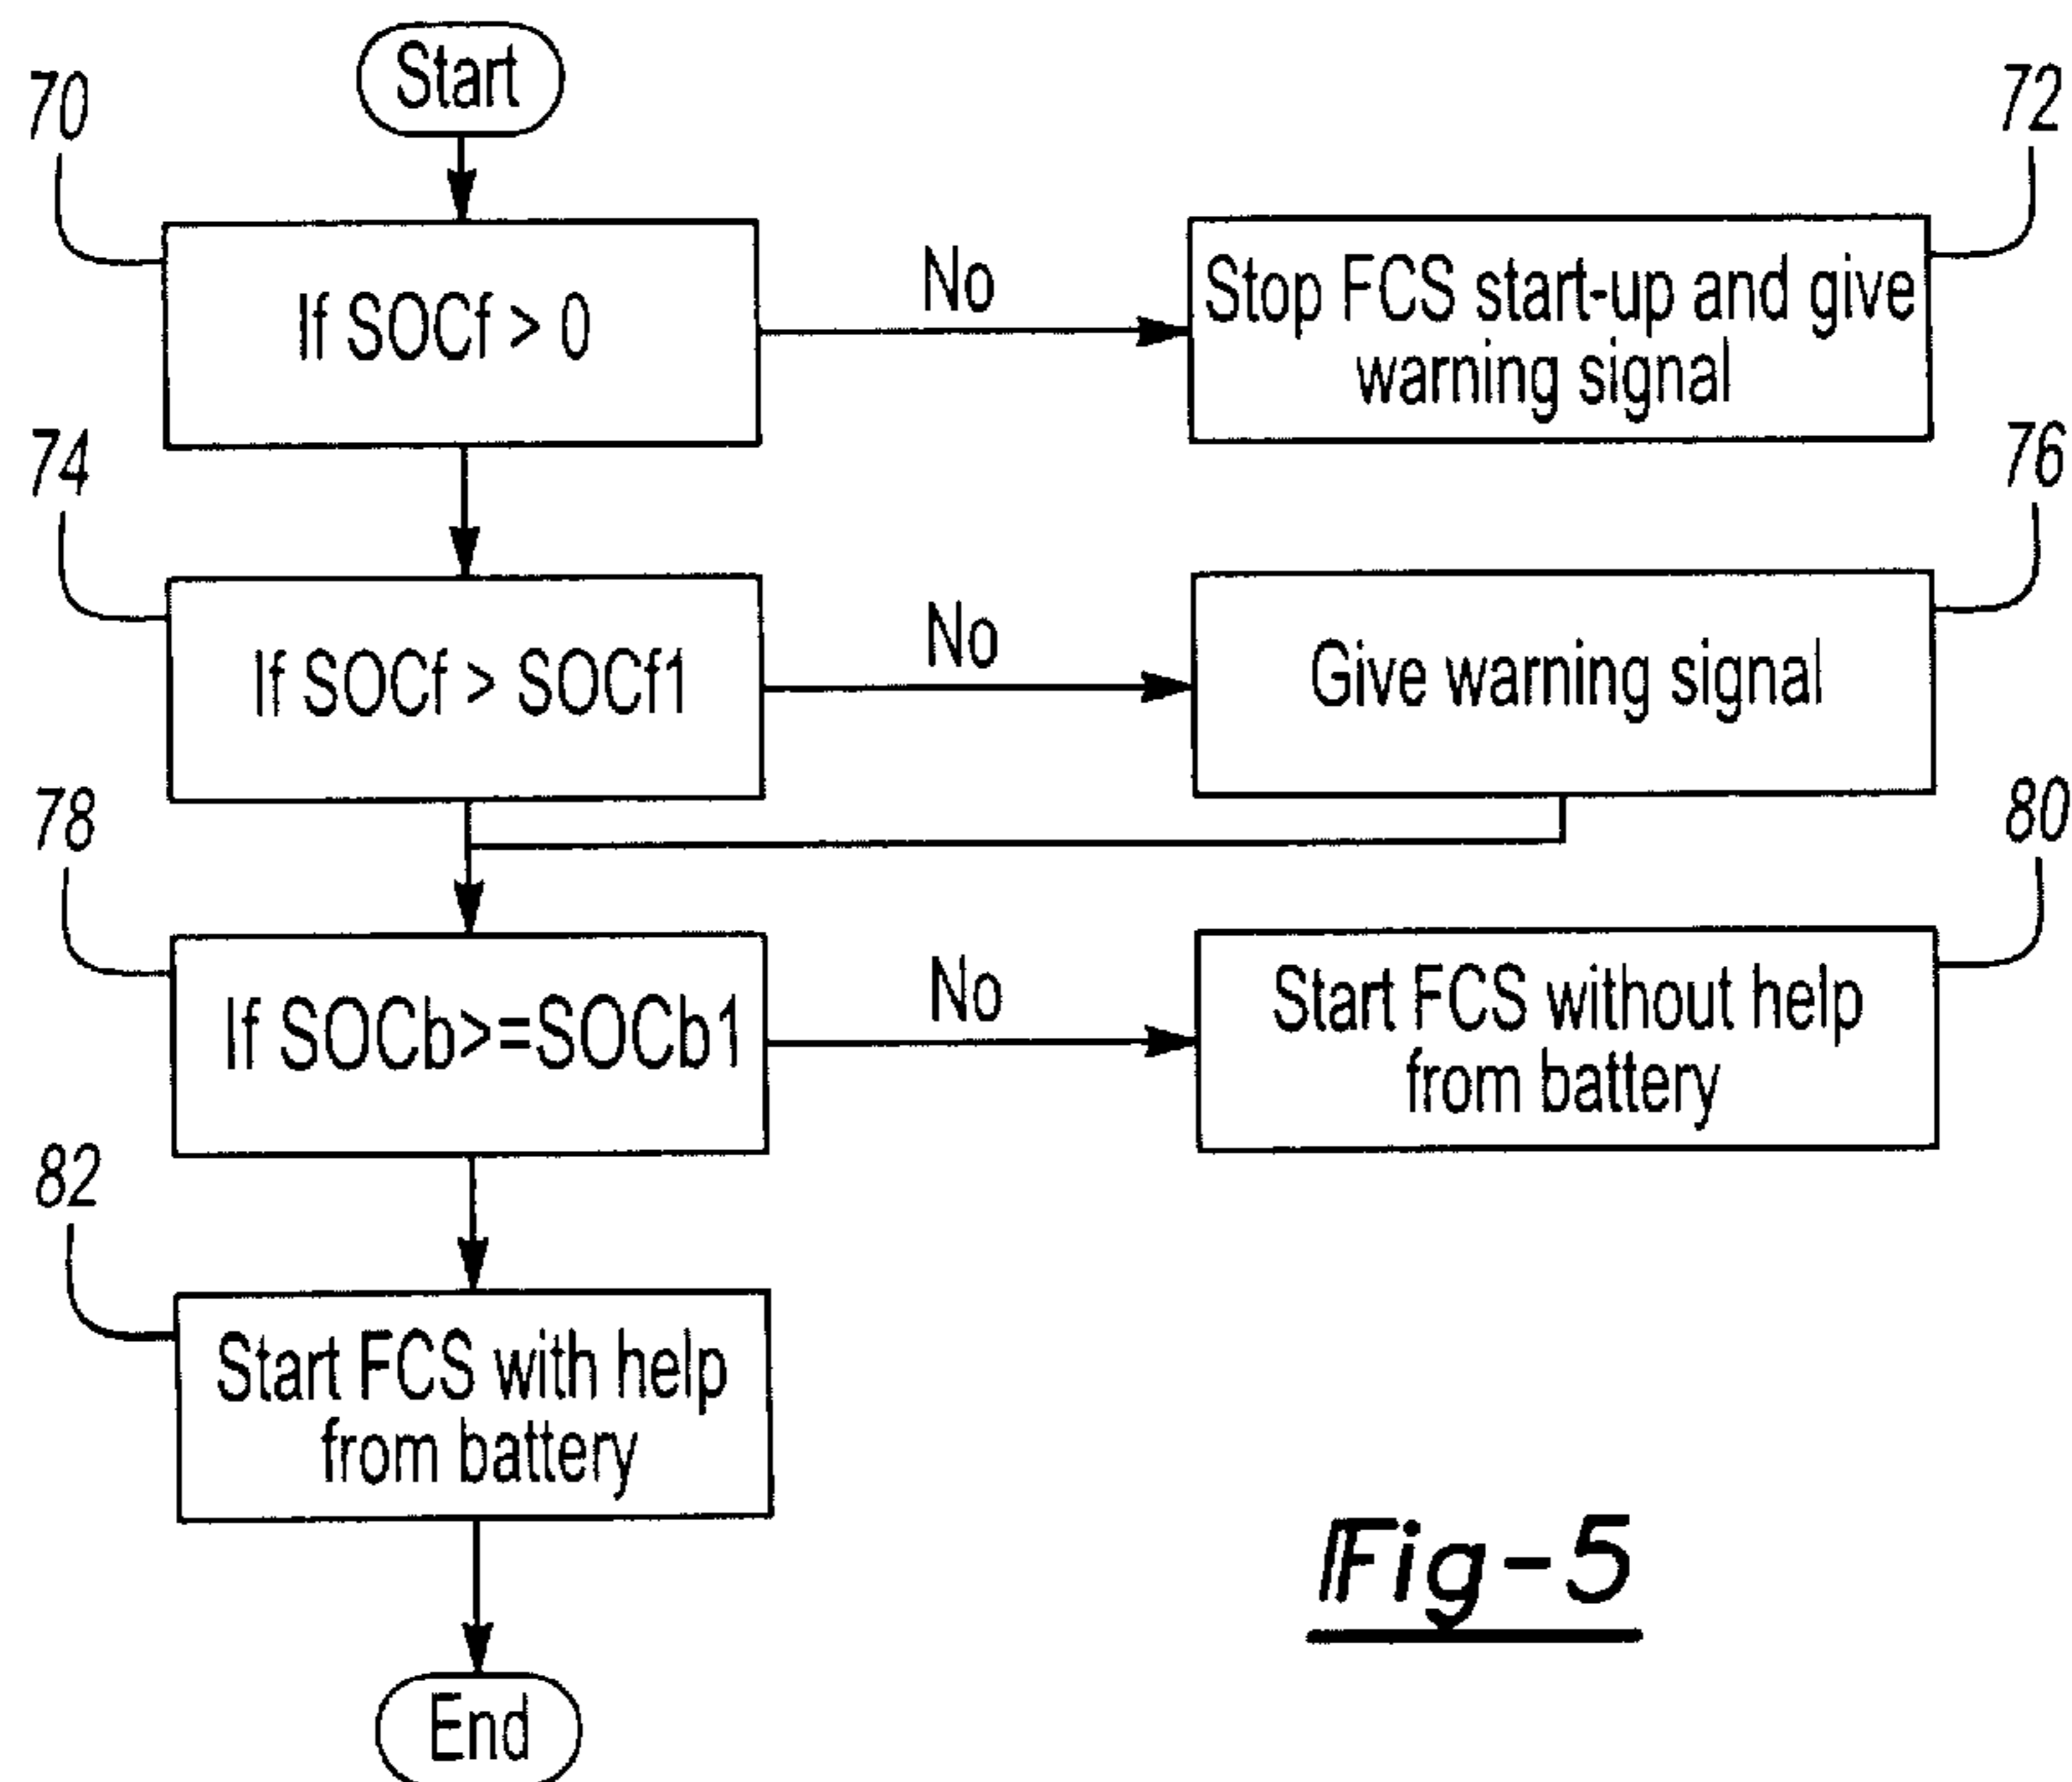 Start
70
72
If SOCf > 0
No
Stop FCS start-up and give
warning signal
74
76
If SOCf > SOCf1
No
Give warning signal
78
80
If SOCb>=SOCb1
No
Start FCS without help
from battery
82
Start FCS with help
from battery
Fig-5
End